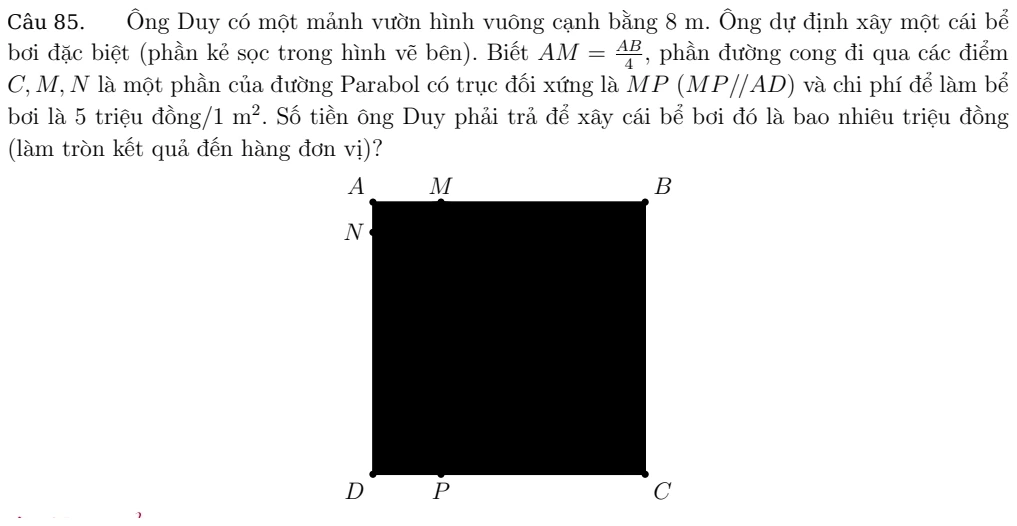 Câu 85. Ông Duy có một mảnh vườn hình vuông cạnh bằng 8 m. Ông dự định xây một cái bể
bơi đặc biệt (phần kẻ sọc trong hình vẽ bên). Biết AM = AB/4, phần đường cong đi qua các điểm
C, M, N là một phần của đường Parabol có trục đối xứng là MP (MP//AD) và chi phí để làm bể
bơi là 5 triệu đồng/1 m². Số tiền ông Duy phải trả để xây cái bể bơi đó là bao nhiêu triệu đồng
(làm tròn kết quả đến hàng đơn vị)?
A M B
N
D P C